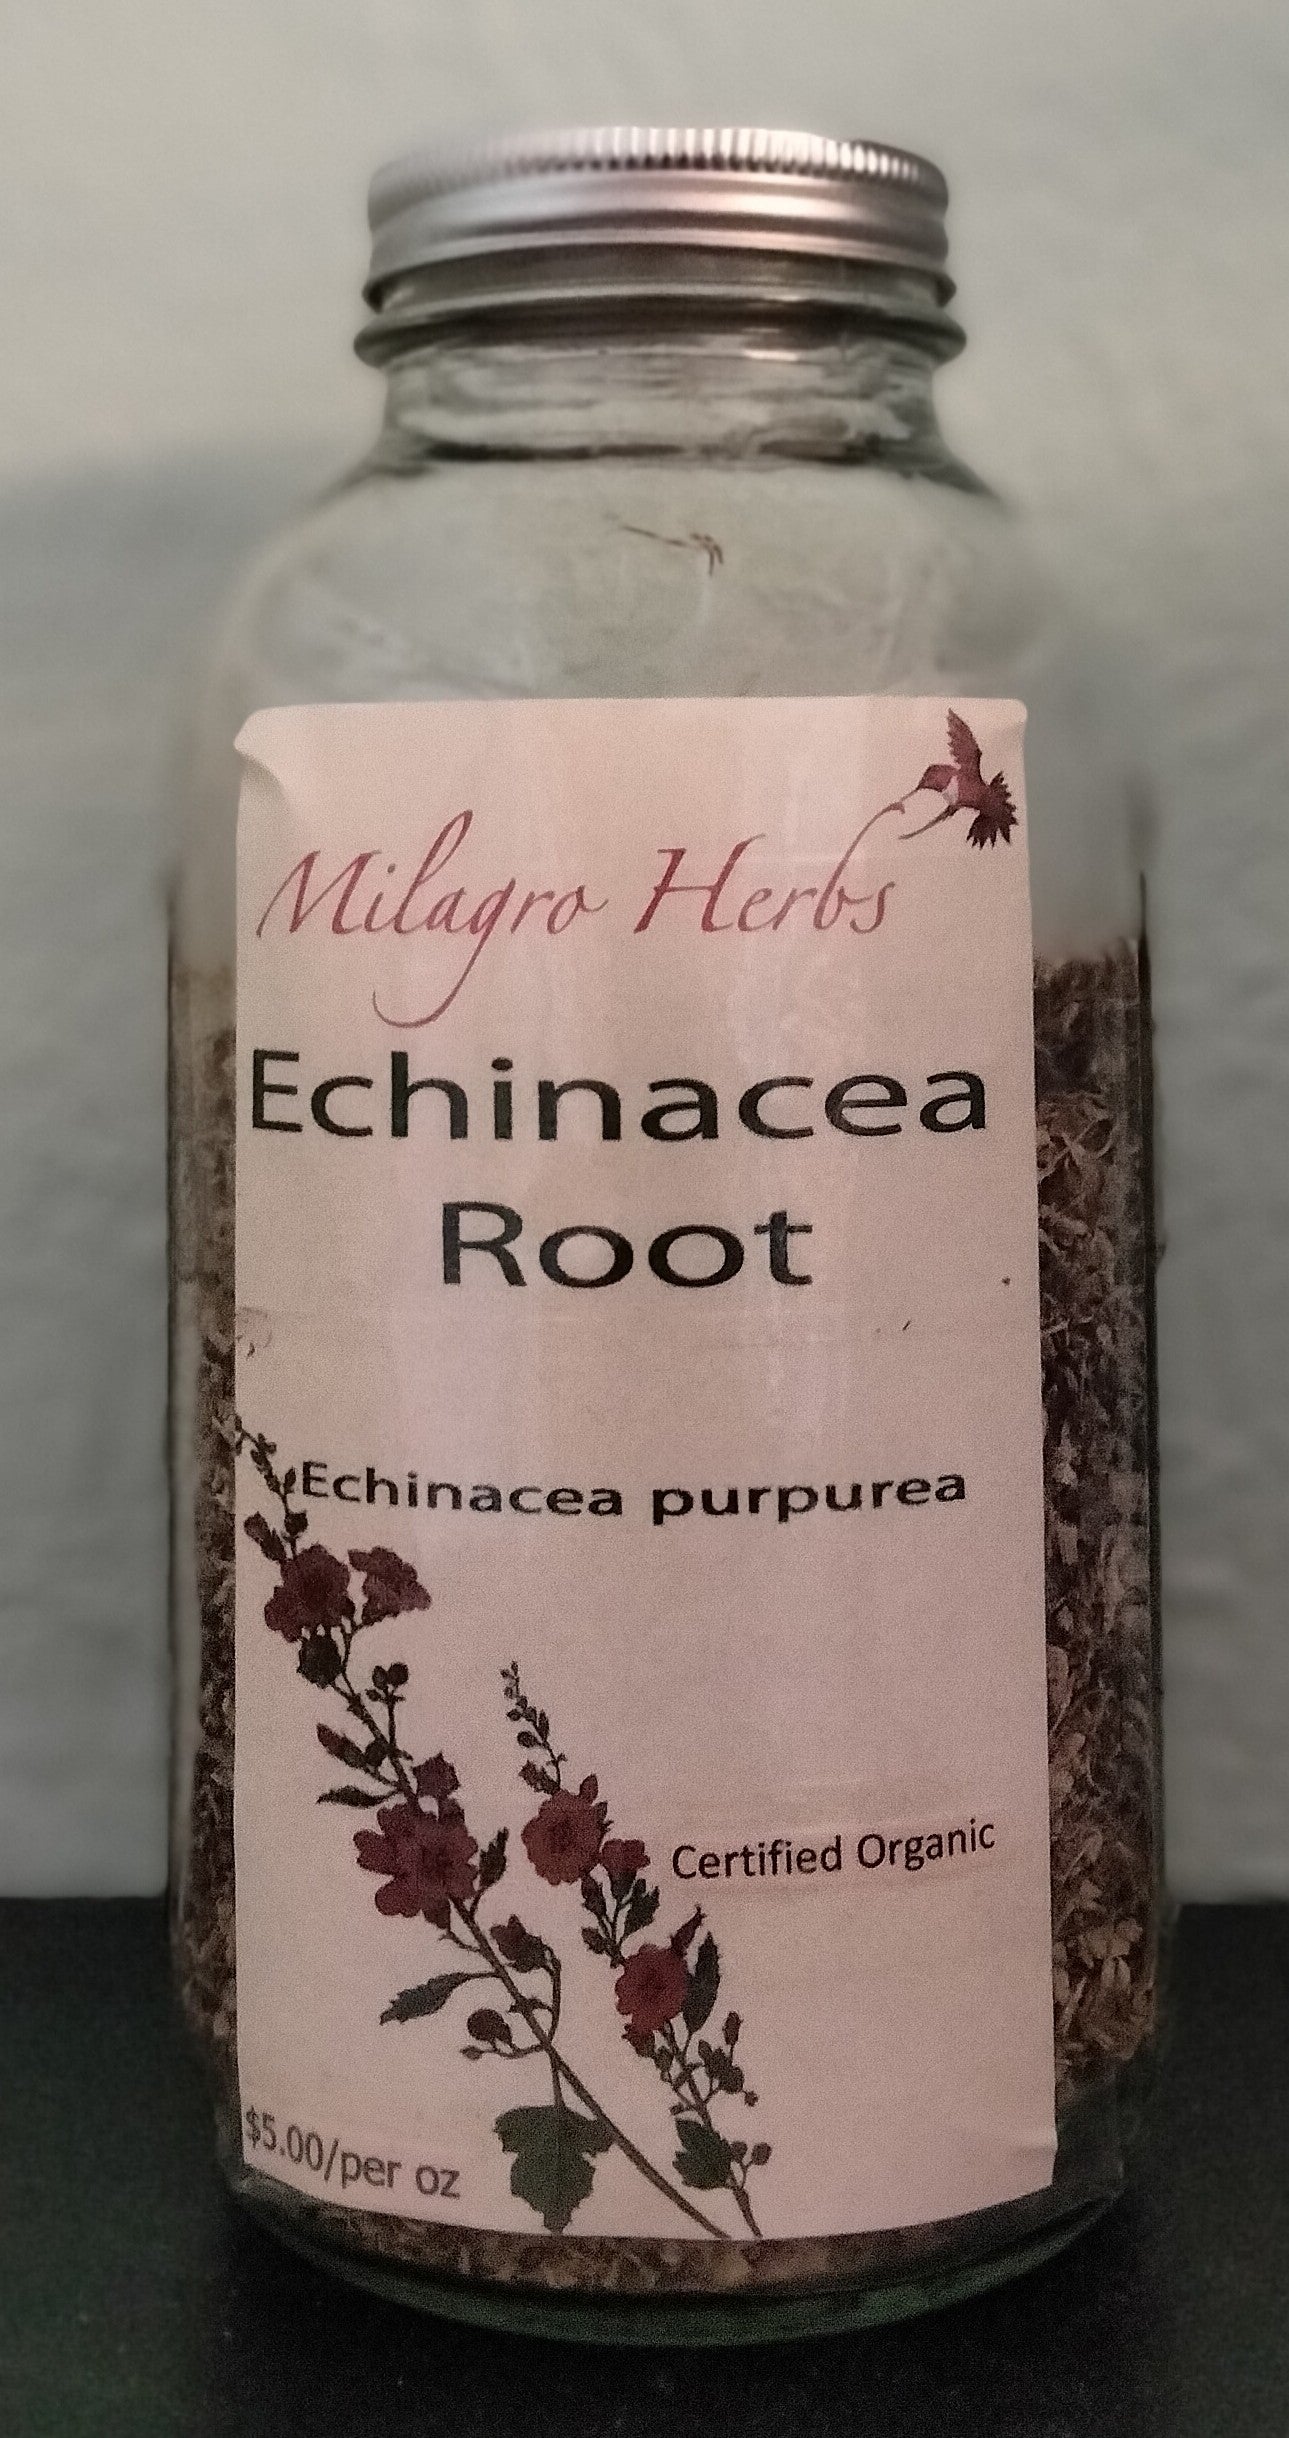 Milagro Herbs
Echinacea
Root
Echinacea purpurea
Certified Organic
$5.00/per oz